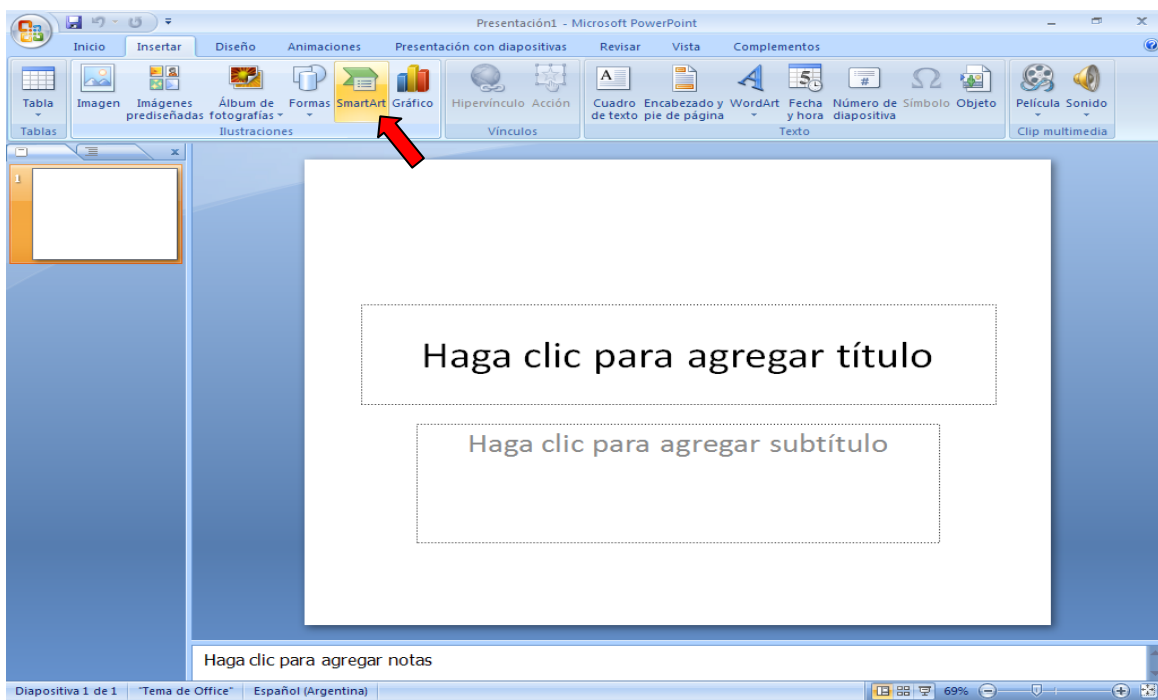 Presentación1 - Microsoft PowerPoint
Inicio Insertar Diseño Animaciones Presentación con diapositivas Revisar Vista Complementos
Tabla Imagen Imágenes prediseñadas Álbum de fotografías Formas SmartArt Gráfico Hipervínculo Acción Cuadro de texto Encabezado y pie de página WordArt Fecha y hora Número de diapositiva Símbolo Objeto Película Sonido
Tablas Ilustraciones Vínculos Texto Clip multimedia
1
Haga clic para agregar título
Haga clic para agregar subtítulo
Haga clic para agregar notas
Diapositiva 1 de 1 "Tema de Office" Español (Argentina) 69%